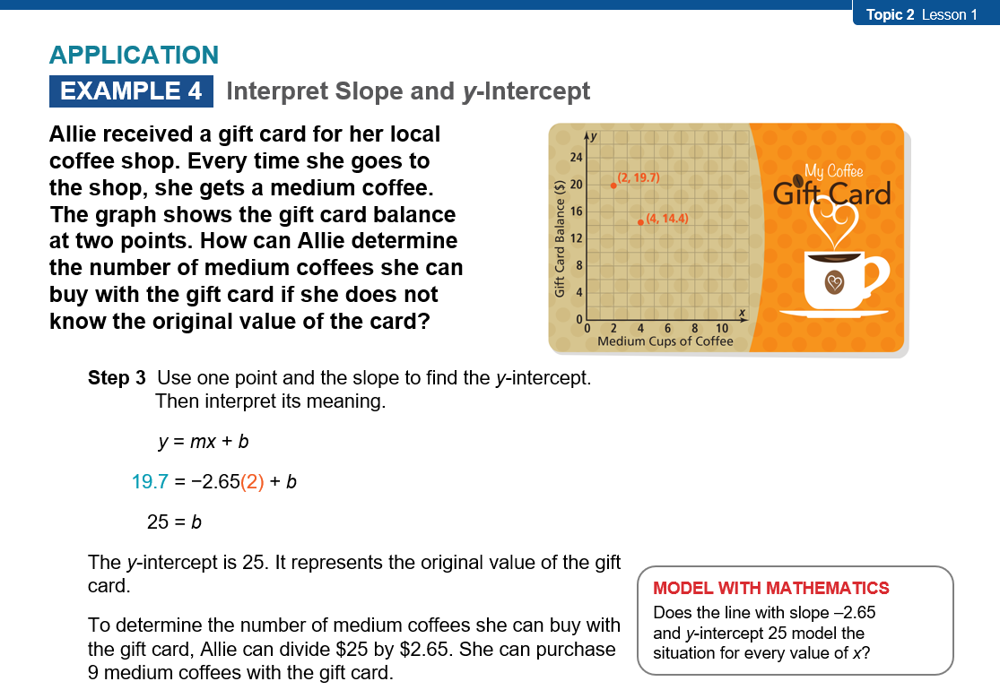 Topic 2 Lesson 1
APPLICATION
EXAMPLE 4 Interpret Slope and y-Intercept
Allie received a gift card for her local
coffee shop. Every time she goes to
the shop, she gets a medium coffee.
The graph shows the gift card balance
at two points. How can Allie determine
the number of medium coffees she can
buy with the gift card if she does not
know the original value of the card?
y
24
20
16
12
8
4
0
Gift Card Balance ($)
(2, 19.7)
(4, 14.4)
x
0 2 4 6 8 10
Medium Cups of Coffee
My Coffee
Gift Card
Step 3 Use one point and the slope to find the y-intercept.
Then interpret its meaning.
y = mx + b
19.7 = −2.65(2) + b
25 = b
The y-intercept is 25. It represents the original value of the gift
card.
To determine the number of medium coffees she can buy with
the gift card, Allie can divide $25 by $2.65. She can purchase
9 medium coffees with the gift card.
MODEL WITH MATHEMATICS
Does the line with slope –2.65
and y-intercept 25 model the
situation for every value of x?